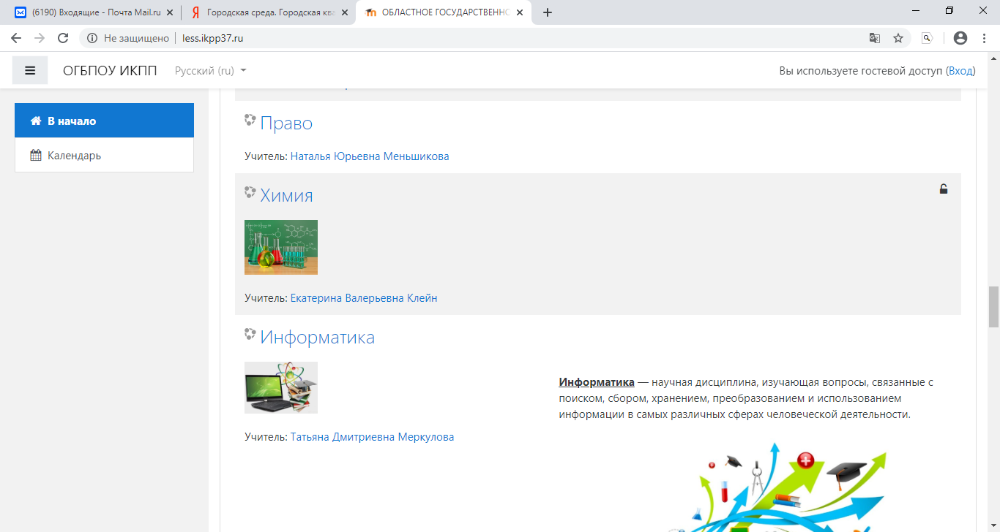 (6190) Входящие - Почта Mail.ru
Городская среда. Городская ква
ОБЛАСТНОЕ ГОСУДАРСТВЕННО
Не защищено
less.ikpp37.ru
ОГБПОУ ИКПП
Русский (ru)
Вы используете гостевой доступ (Вход)
В начало
Календарь
Право
Учитель: Наталья Юрьевна Меньшикова
Химия
Учитель: Екатерина Валерьевна Клейн
Информатика
Информатика — научная дисциплина, изучающая вопросы, связанные с
поиском, сбором, хранением, преобразованием и использованием
информации в самых различных сферах человеческой деятельности.
Учитель: Татьяна Дмитриевна Меркулова